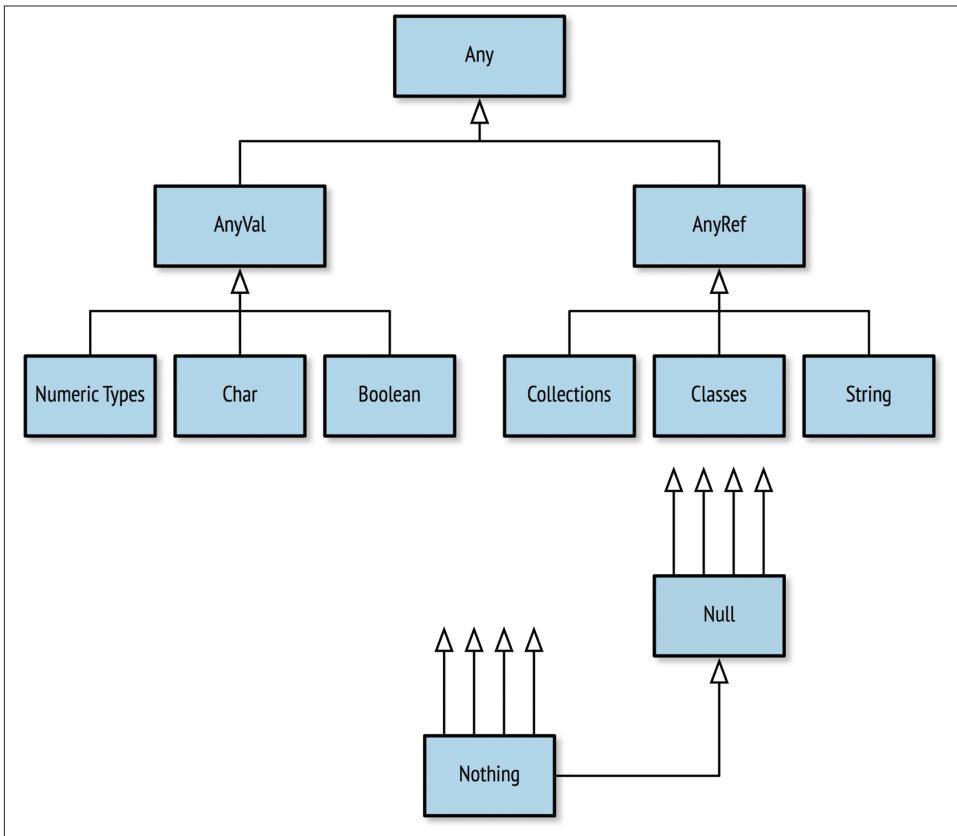 Any
AnyVal
AnyRef
Numeric Types
Char
Boolean
Collections
Classes
String
Null
Nothing